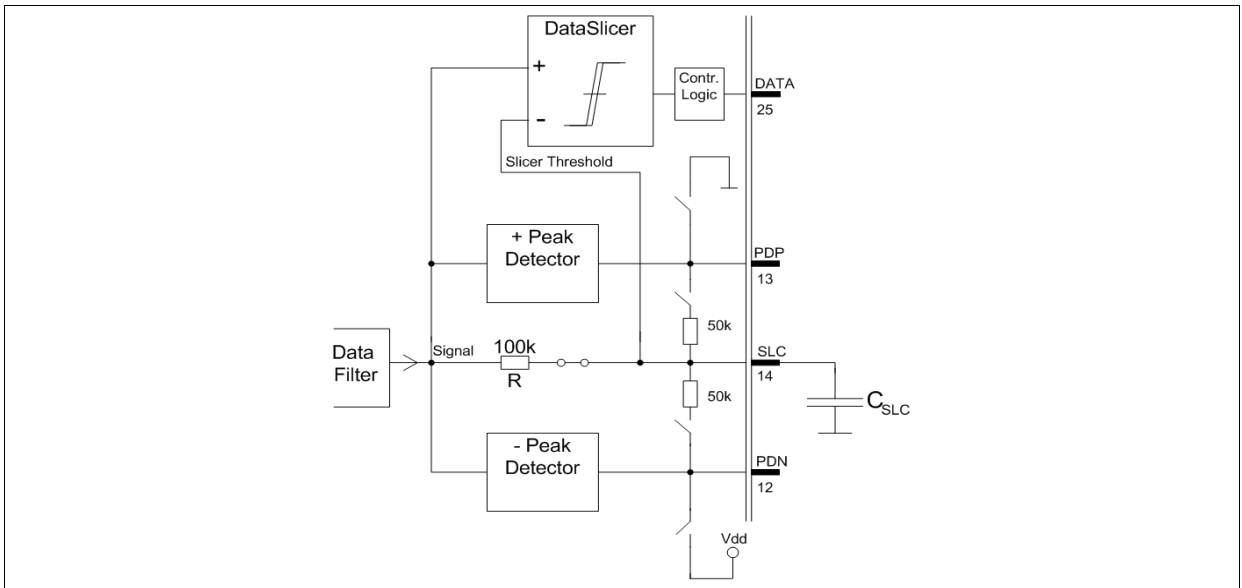 DataSlicer
+
-
Contr.
Logic
DATA
25
Slicer Threshold
+ Peak
Detector
PDP
13
50k
Data
Filter
Signal
100k
R
SLC
14
50k
CSLC
- Peak
Detector
PDN
12
Vdd